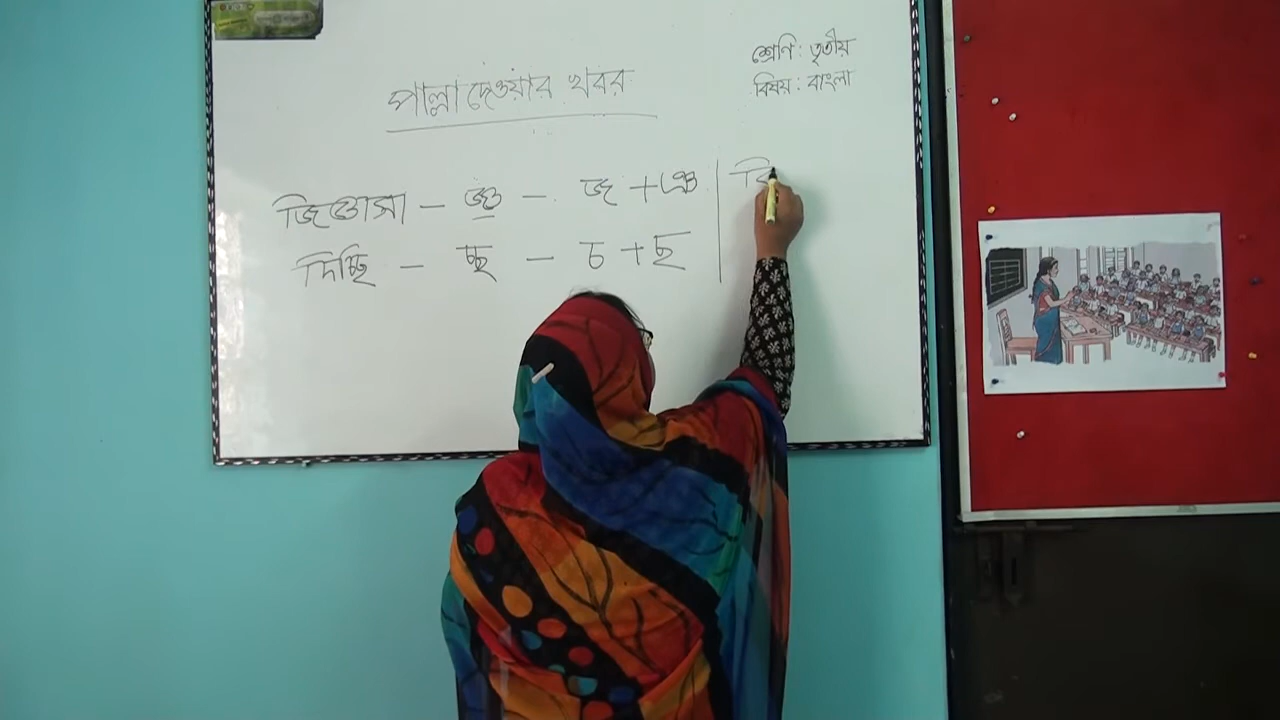 শ্রেণি : তৃতীয়
বিষয় : বাংলা
পাল্লা দেওয়ার খবর
জিজ্ঞাসা – জ্ঞ – জ + ঞ
দিচ্ছি – চ্ছ – চ + ছ
বি